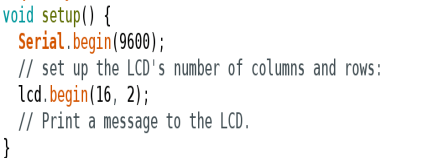 void setup() {
  Serial.begin(9600);
  // set up the LCD's number of columns and rows:
  lcd.begin(16, 2);
  // Print a message to the LCD.
}